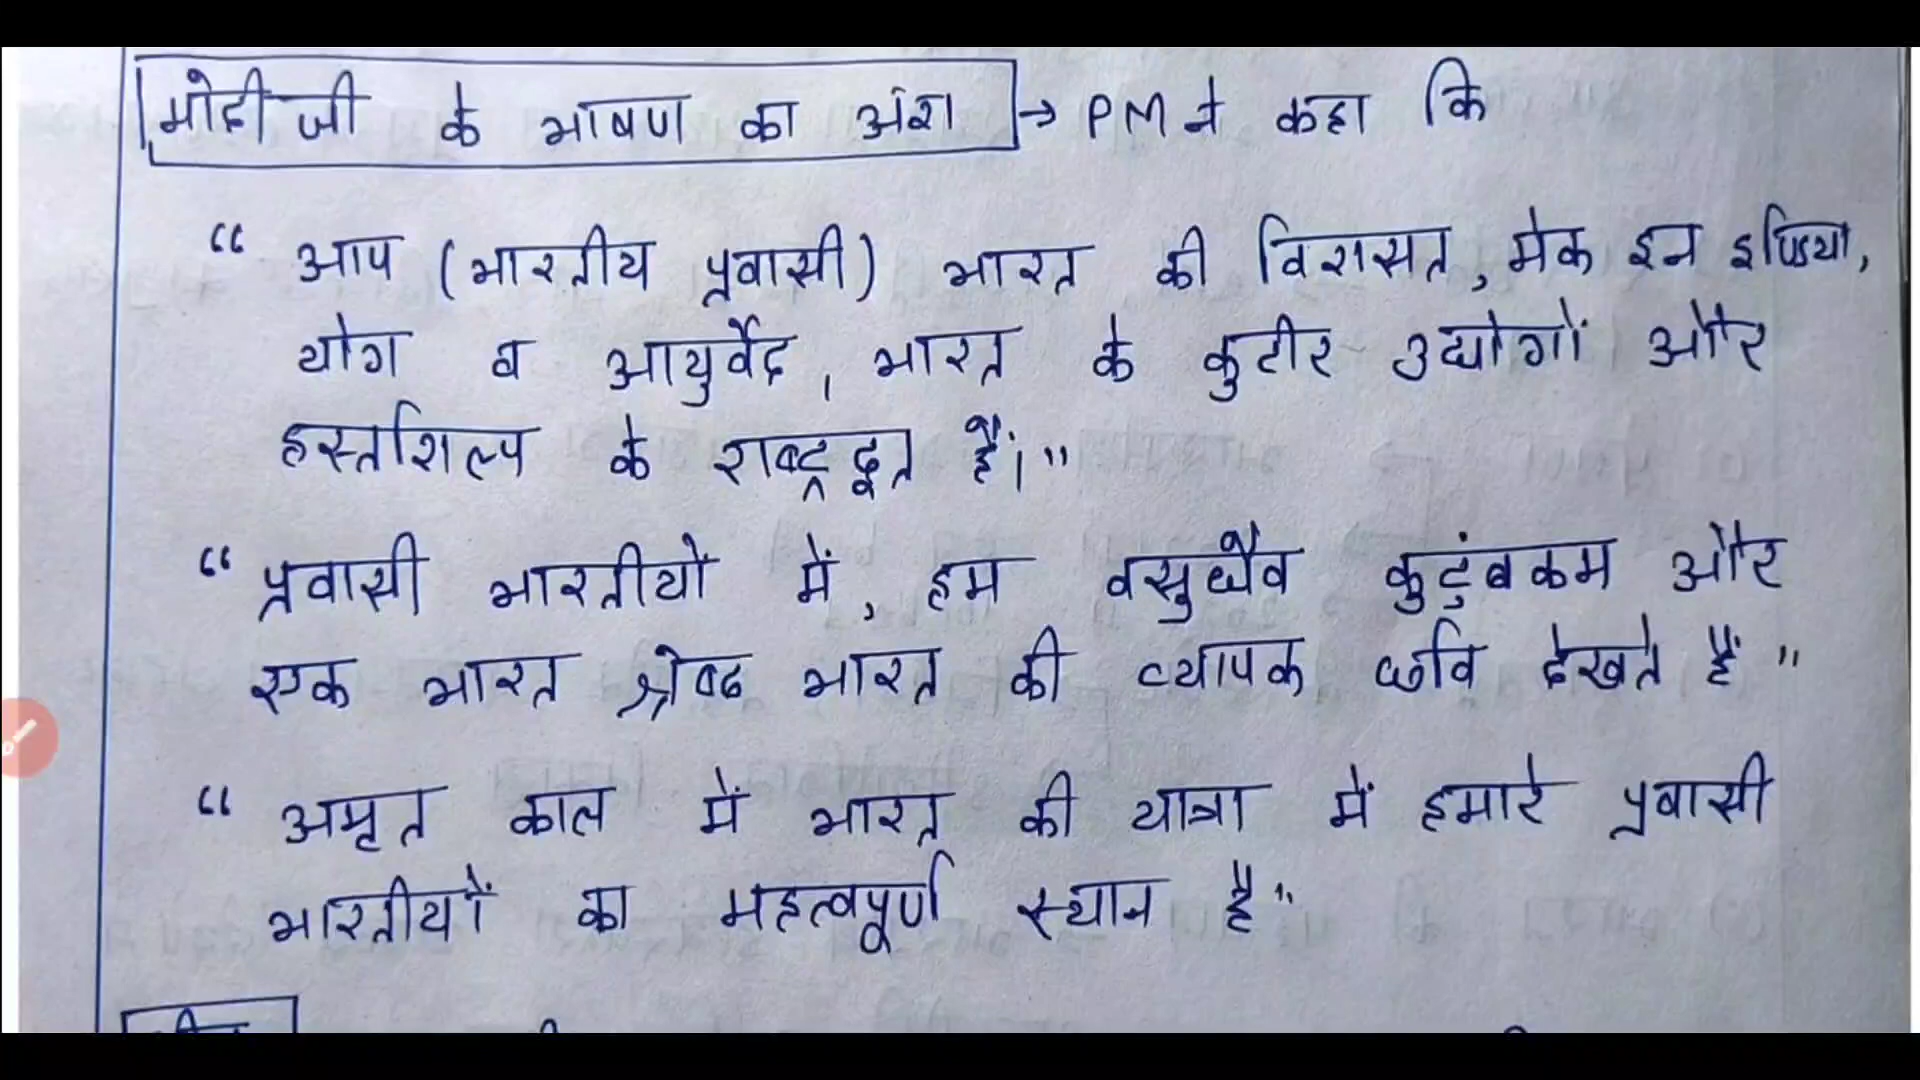 मोदी जी के भाषण का अंश → PM ने कहा कि
“ आप (भारतीय प्रवासी) भारत की विरासत, मेक इन इण्डिया,
योग व आयुर्वेद, भारत के कुटीर उद्योगों और
हस्तशिल्प के राष्ट्रदूत हैं।”
“ प्रवासी भारतीयों में, हम वसुधैव कुटुंबकम और
एक भारत श्रेष्ठ भारत की व्यापक छवि देखते हैं ”
“ अमृत काल में भारत की यात्रा में हमारे प्रवासी
भारतीयों का महत्वपूर्ण स्थान है”